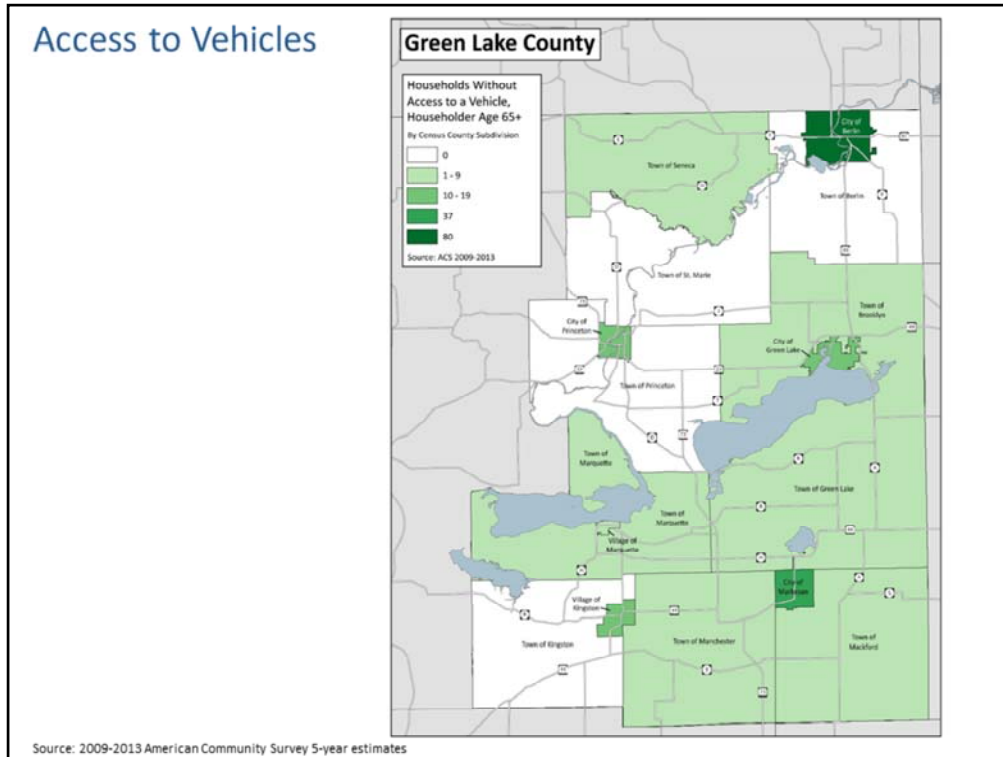 Access to Vehicles
Green Lake County
Households Without
Access to a Vehicle,
Householder Age 65+
By Census County Subdivision
0
1 - 9
10 - 19
37
80
Source: ACS 2009-2013
City of
Berlin
Town of Seneca
Town of Berlin
Town of St. Marie
Town of
Brooklyn
City of
Princeton
City of
Green Lake
Town of Princeton
Town of
Marquette
Town of Green Lake
Town of
Marquette
Village of
Marquette
City of
Markesan
Village of
Kingston
Town of Kingston
Town of Manchester
Town of
Mackford
Source: 2009-2013 American Community Survey 5-year estimates